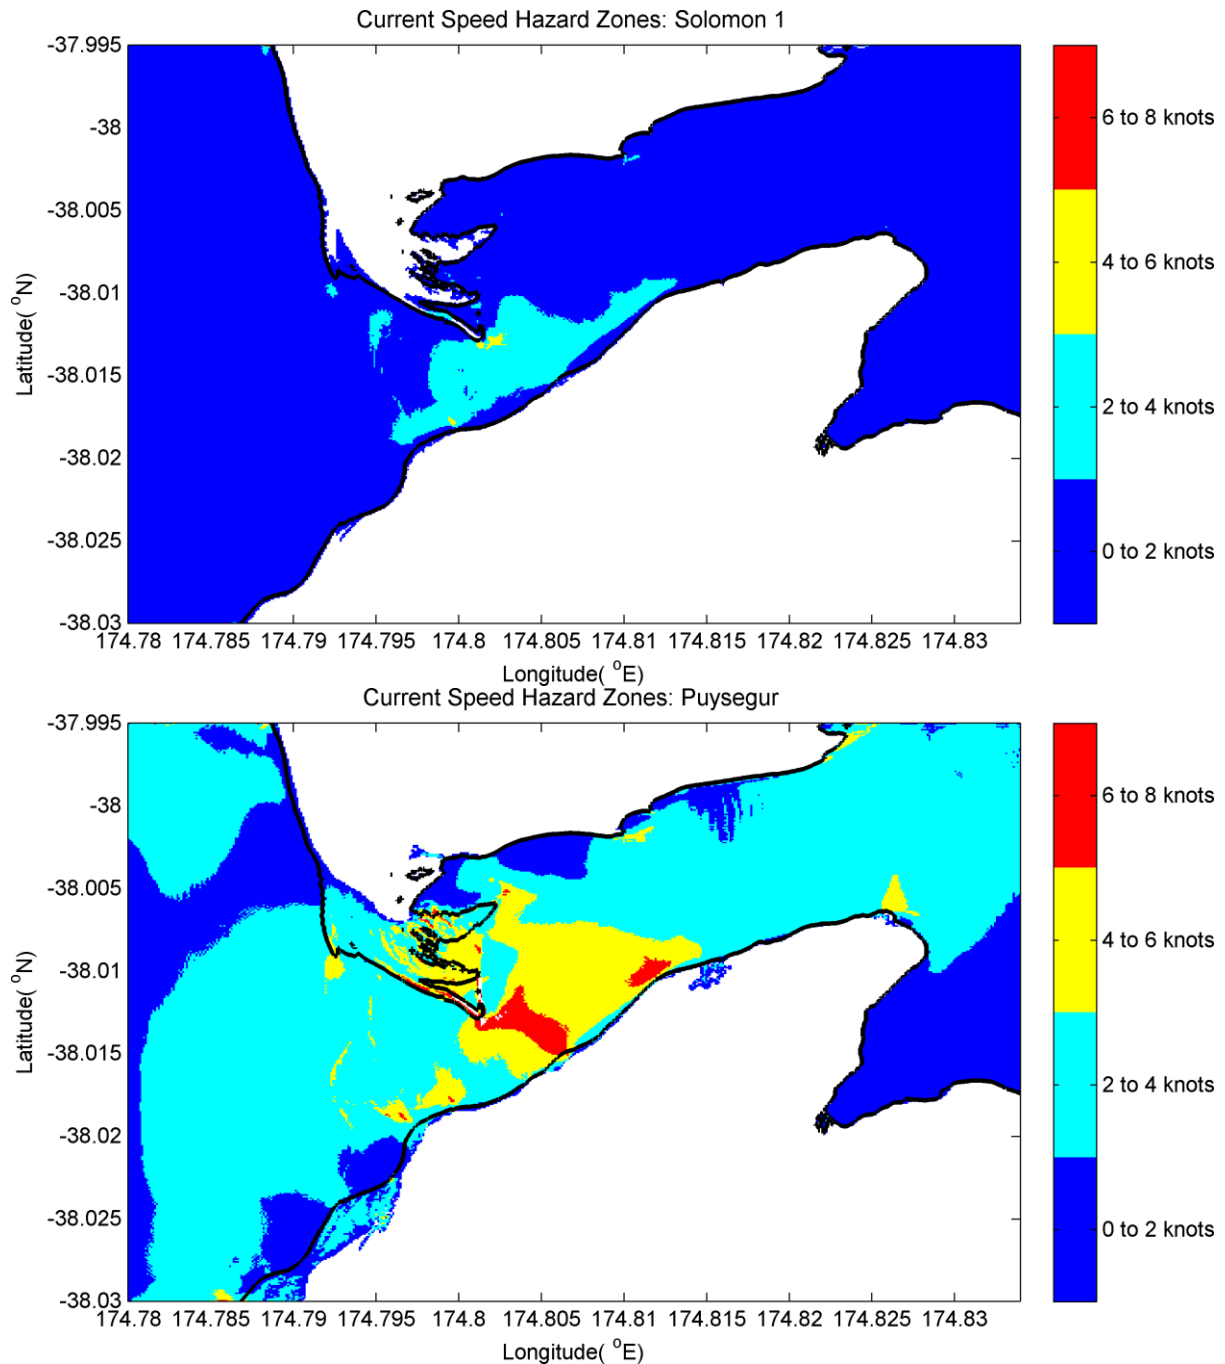 Current Speed Hazard Zones: Solomon 1
-37.995
-38
-38.005
-38.01
-38.015
-38.02
-38.025
-38.03
Latitude( °N)
174.78 174.785 174.79 174.795 174.8 174.805 174.81 174.815 174.82 174.825 174.83
Longitude( °E)
6 to 8 knots
4 to 6 knots
2 to 4 knots
0 to 2 knots
Current Speed Hazard Zones: Puysegur
-37.995
-38
-38.005
-38.01
-38.015
-38.02
-38.025
-38.03
Latitude( °N)
174.78 174.785 174.79 174.795 174.8 174.805 174.81 174.815 174.82 174.825 174.83
Longitude( °E)
6 to 8 knots
4 to 6 knots
2 to 4 knots
0 to 2 knots